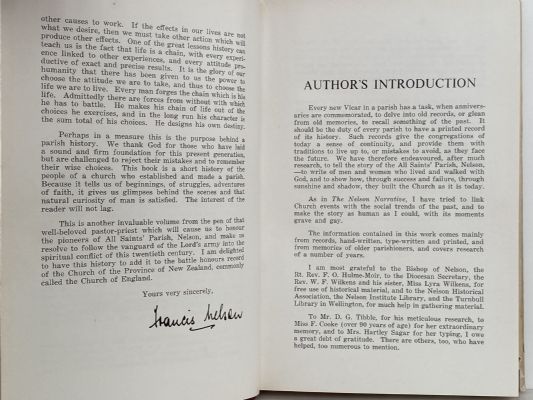 other causes to work. If the effects in our lives are not
what we desire, then we must take other action which will
produce other effects. One of the great lessons history can
teach us is the fact that life is a chain, with every experi-
ence linked to other experiences, and every attitude pro-
ductive of exact and precise results. It is the glory of our
humanity that there has been given to us the power to
choose the attitude we are to take, and thus to choose the
life we are to live. Every man forges the chain which is his
life. Admittedly there are forces from without with which
he has to battle. He makes his chain of life out of the
choices he exercises, and in the long run his character is
the sum total of his choices. He designs his own destiny.
Perhaps in a measure this is the purpose behind a
parish history. We thank God for those who have laid
a sound and firm foundation for this present generation,
but are challenged to reject their mistakes and to remember
their wise choices. This book is a short history of the
people of a church who established and made a parish.
Because it tells us of beginnings, of struggles, adventures
of faith, it gives us glimpses behind the scenes and that
natural curiosity of man is satisfied. The interest of the
reader will not lag.
This is another invaluable volume from the pen of that
well-beloved pastor-priest which will cause us to honour
the pioneers of All Saints' Parish, Nelson, and make us
resolve to follow the vanguard of the Lord's army into the
spiritual conflict of this twentieth century. I am delighted
to have this history to add it to the battle honours record
of the Church of the Province of New Zealand, commonly
called the Church of England.
Yours very sincerely,
Francis Nelson
AUTHOR'S INTRODUCTION
Every new Vicar in a parish has a task, when annivers-
aries are commemorated, to delve into old records, or glean
from old memories, to recall something of the past. It
should be the duty of every parish to have a printed record
of its history. Such records give the congregations of
today a sense of continuity, and provide them with
traditions to live up to, or mistakes to avoid, as they face
the future. We have therefore endeavoured, after much
research, to tell the story of the All Saints' Parish, Nelson,
—to write of men and women who lived and walked with
God, and to shew how, through success and failure, through
sunshine and shadow, they built the Church as it is today.
As in The Nelson Narrative, I have tried to link
Church events with the social trends of the past, and to
make the story as human as I could, with its moments
grave and gay.
The information contained in this work comes mainly
from records, hand-written, type-written and printed, and
from memories of older parishioners, and covers research
of a number of years.
I am most grateful to the Bishop of Nelson, the
Rt. Rev. F. O. Hulme-Moir, to the Diocesan Secretary, the
Rev. W. F. Wilkens and his sister, Miss Lyra Wilkens, for
free use of historical material, and to the Nelson Historical
Association, the Nelson Institute Library, and the Turnbull
Library in Wellington, for much help in gathering material.
To Mr. D. G. Tibble, for his meticulous research, to
Miss F. Cooke (over 90 years of age) for her extraordinary
memory, and to Mrs. Hartley Sagar for her typing, I owe
a great debt of gratitude. There are others, too, who have
helped, too numerous to mention.